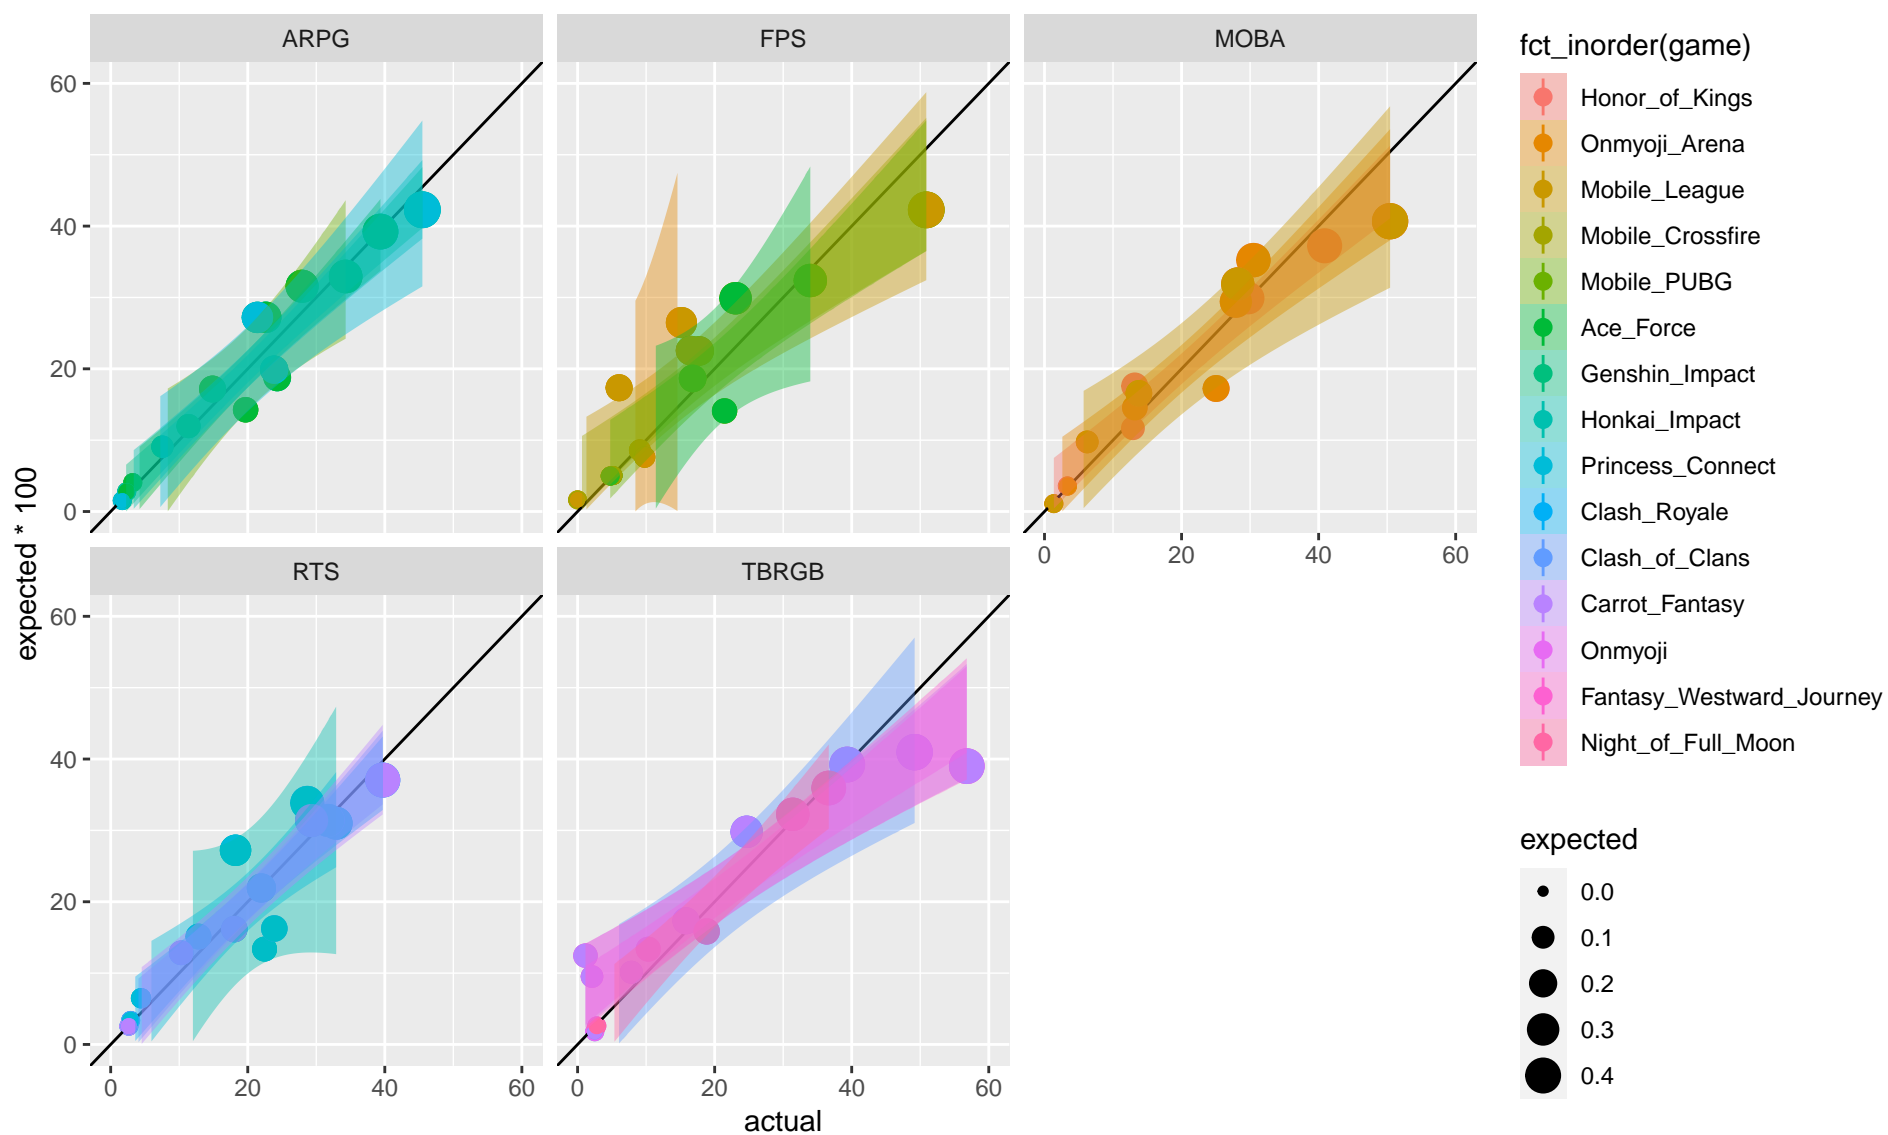 ARPG
FPS
MOBA
60
40
20
0
0
20
40
60
RTS
TBRGB
60
40
20
0
0
20
40
60
0
20
40
60
expected * 100
actual
fct_inorder(game)
Honor_of_Kings
Onmyoji_Arena
Mobile_League
Mobile_Crossfire
Mobile_PUBG
Ace_Force
Genshin_Impact
Honkai_Impact
Princess_Connect
Clash_Royale
Clash_of_Clans
Carrot_Fantasy
Onmyoji
Fantasy_Westward_Journey
Night_of_Full_Moon
expected
0.0
0.1
0.2
0.3
0.4